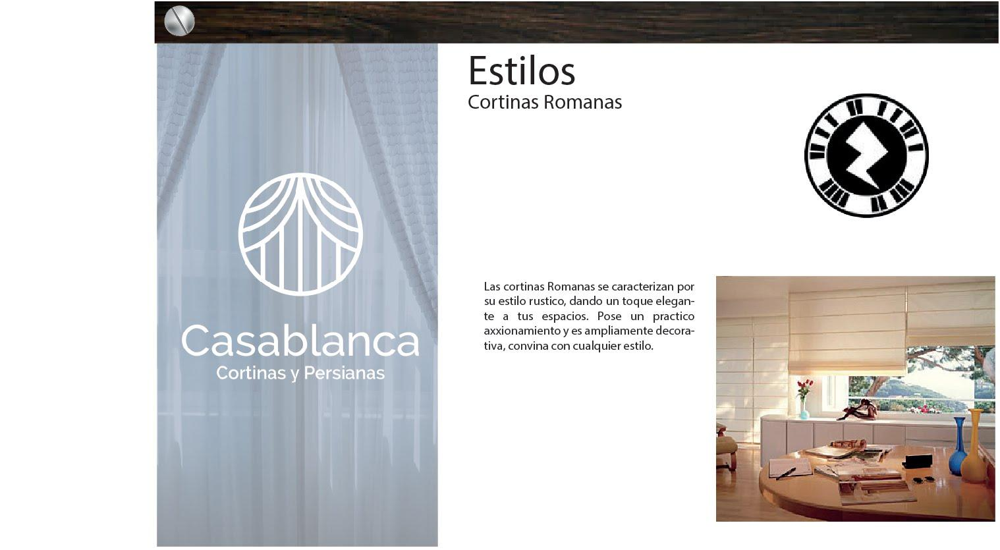 Estilos
Cortinas Romanas
Casablanca
Cortinas y Persianas
Las cortinas Romanas se caracterizan por
su estilo rustico, dando un toque elegan-
te a tus espacios. Pose un practico
axxionamiento y es ampliamente decora-
tiva, convina con cualquier estilo.